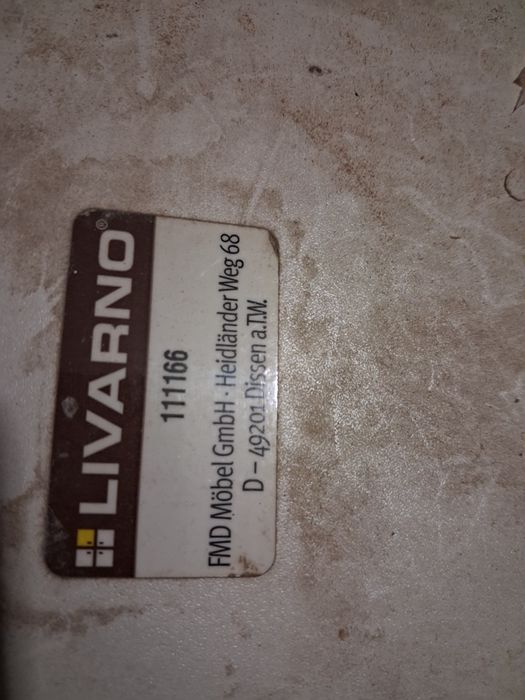 LIVARNO®
111166
FMD Möbel GmbH · Heidländer Weg 68
D – 49201 Dissen a.T.W.